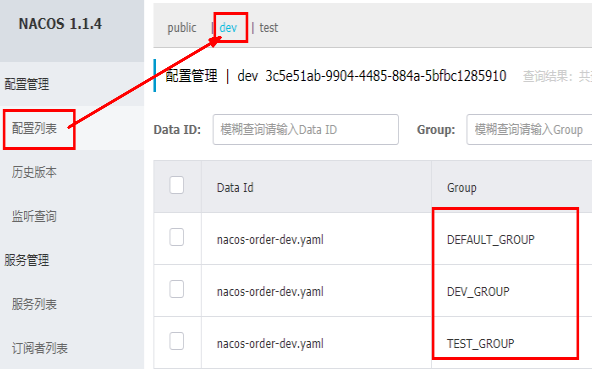 NACOS 1.1.4
public | dev | test
配置管理
配置列表
历史版本
监听查询
服务管理
服务列表
订阅者列表
配置管理 | dev 3c5e51ab-9904-4485-884a-5bfbc1285910 查询结果：共
Data ID: 模糊查询请输入Data ID Group: 模糊查询请输入Group
Data Id Group
nacos-order-dev.yaml DEFAULT_GROUP
nacos-order-dev.yaml DEV_GROUP
nacos-order-dev.yaml TEST_GROUP